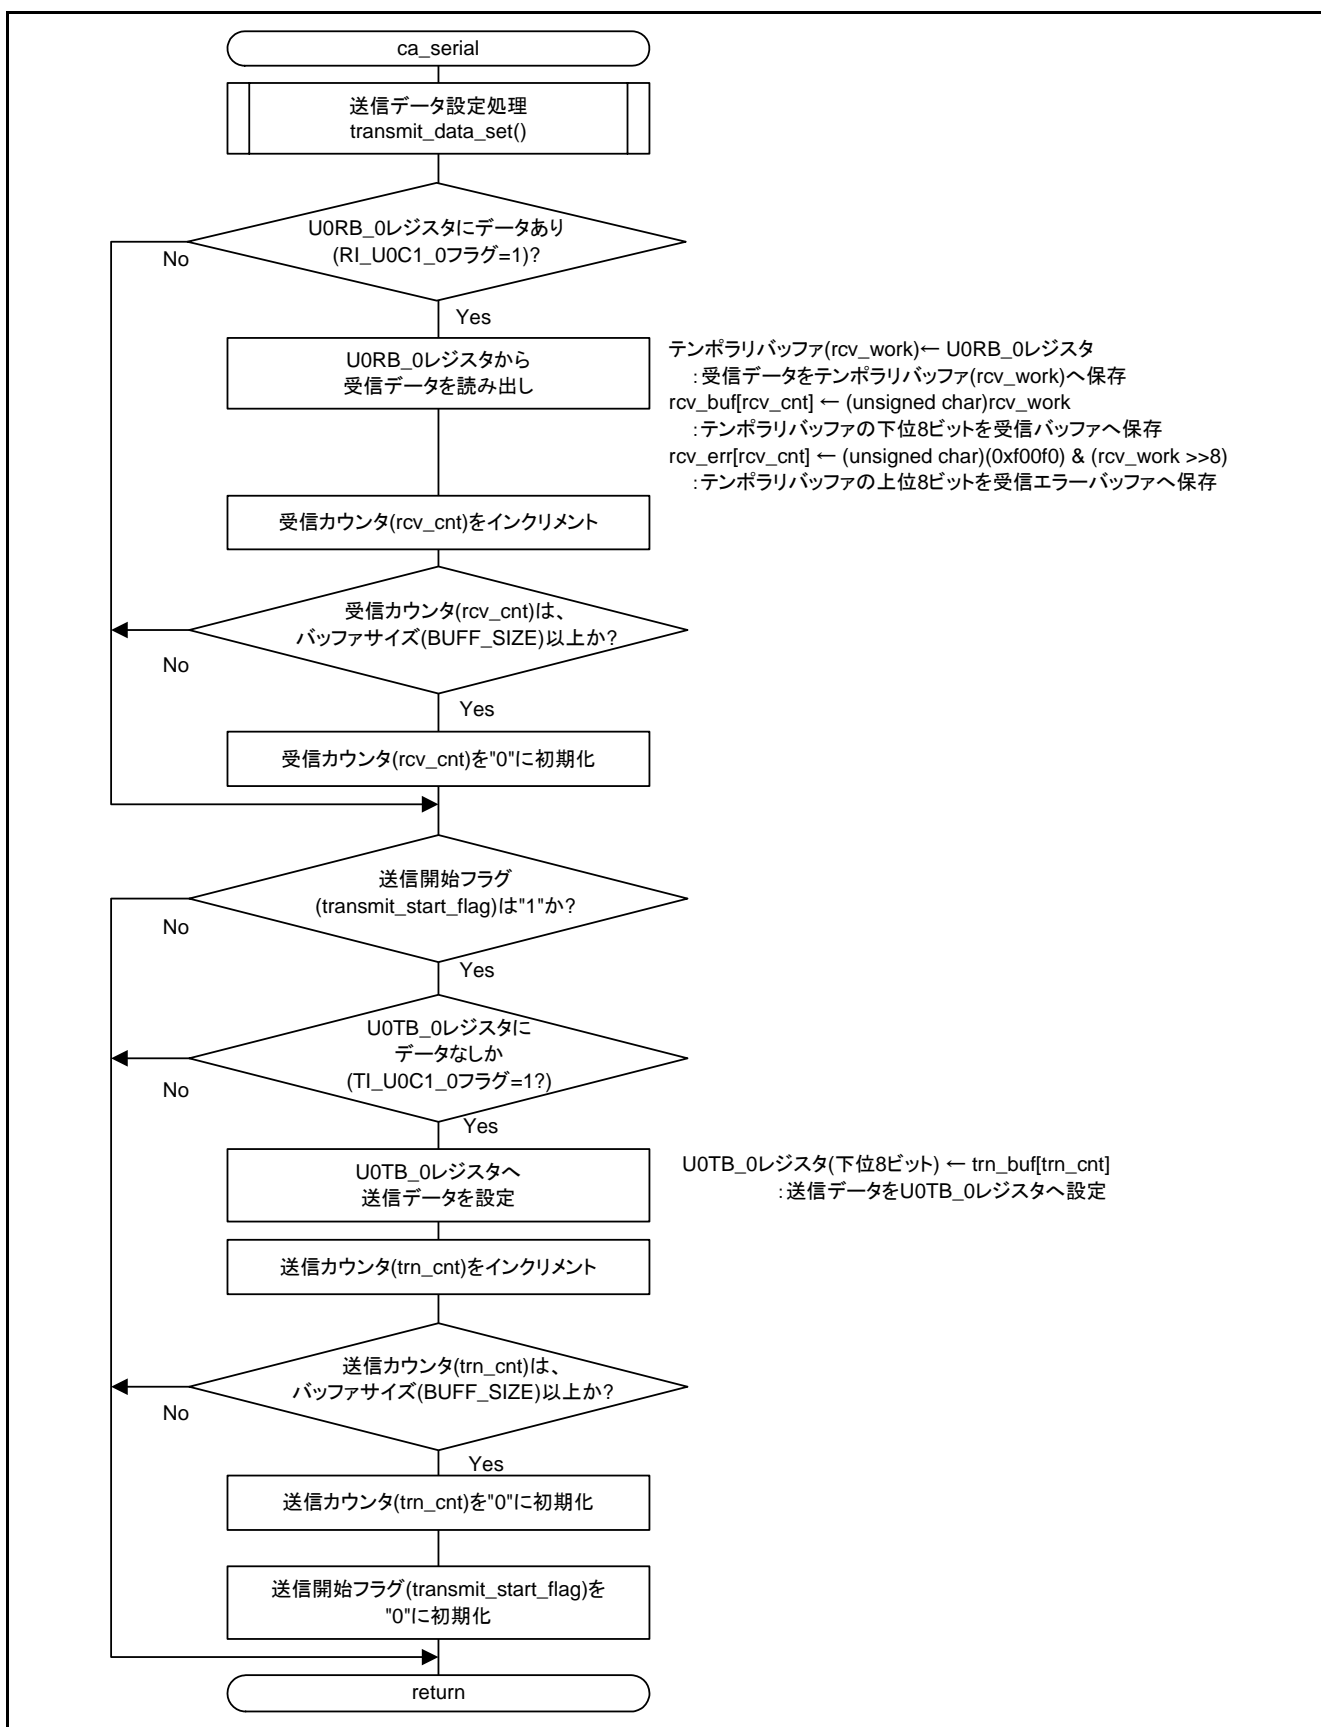 ca_serial
送信データ設定処理
transmit_data_set()
U0RB_0レジスタにデータあり
(RI_U0C1_0フラグ=1)?
No
Yes
U0RB_0レジスタから
受信データを読み出し
テンポラリバッファ(rcv_work)← U0RB_0レジスタ
:受信データをテンポラリバッファ(rcv_work)へ保存
rcv_buf[rcv_cnt] ← (unsigned char)rcv_work
:テンポラリバッファの下位8ビットを受信バッファへ保存
rcv_err[rcv_cnt] ← (unsigned char)(0xf00f0) & (rcv_work >>8)
:テンポラリバッファの上位8ビットを受信エラーバッファへ保存
受信カウンタ(rcv_cnt)をインクリメント
受信カウンタ(rcv_cnt)は、
バッファサイズ(BUFF_SIZE)以上か?
No
Yes
受信カウンタ(rcv_cnt)を"0"に初期化
送信開始フラグ
(transmit_start_flag)は"1"か?
No
Yes
U0TB_0レジスタに
データなしか
(TI_U0C1_0フラグ=1?)
No
Yes
U0TB_0レジスタへ
送信データを設定
U0TB_0レジスタ(下位8ビット) ← trn_buf[trn_cnt]
:送信データをU0TB_0レジスタへ設定
送信カウンタ(trn_cnt)をインクリメント
送信カウンタ(trn_cnt)は、
バッファサイズ(BUFF_SIZE)以上か?
No
Yes
送信カウンタ(trn_cnt)を"0"に初期化
送信開始フラグ(transmit_start_flag)を
"0"に初期化
return